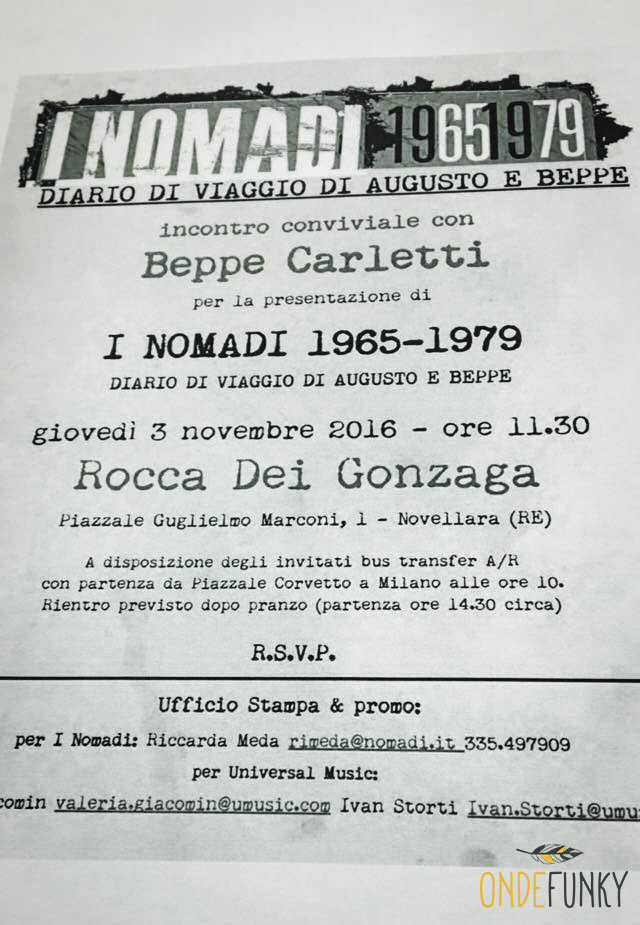 I NOMADI 19651979
DIARIO DI VIAGGIO DI AUGUSTO E BEPPE
incontro conviviale con
Beppe Carletti
per la presentazione di
I NOMADI 1965-1979
DIARIO DI VIAGGIO DI AUGUSTO E BEPPE
giovedì 3 novembre 2016 - ore 11.30
Rocca Dei Gonzaga
Piazzale Guglielmo Marconi, 1 - Novellara (RE)
A disposizione degli invitati bus transfer A/R
con partenza da Piazzale Corvetto a Milano alle ore 10.
Rientro previsto dopo pranzo (partenza ore 14.30 circa)
R.S.V.P.
Ufficio Stampa & promo:
per I Nomadi: Riccarda Meda rimeda@nomadi.it 335.497909
per Universal Music:
comin valeria.giacomin@umusic.com Ivan Storti Ivan.Storti@umus
ONDEFUNKY